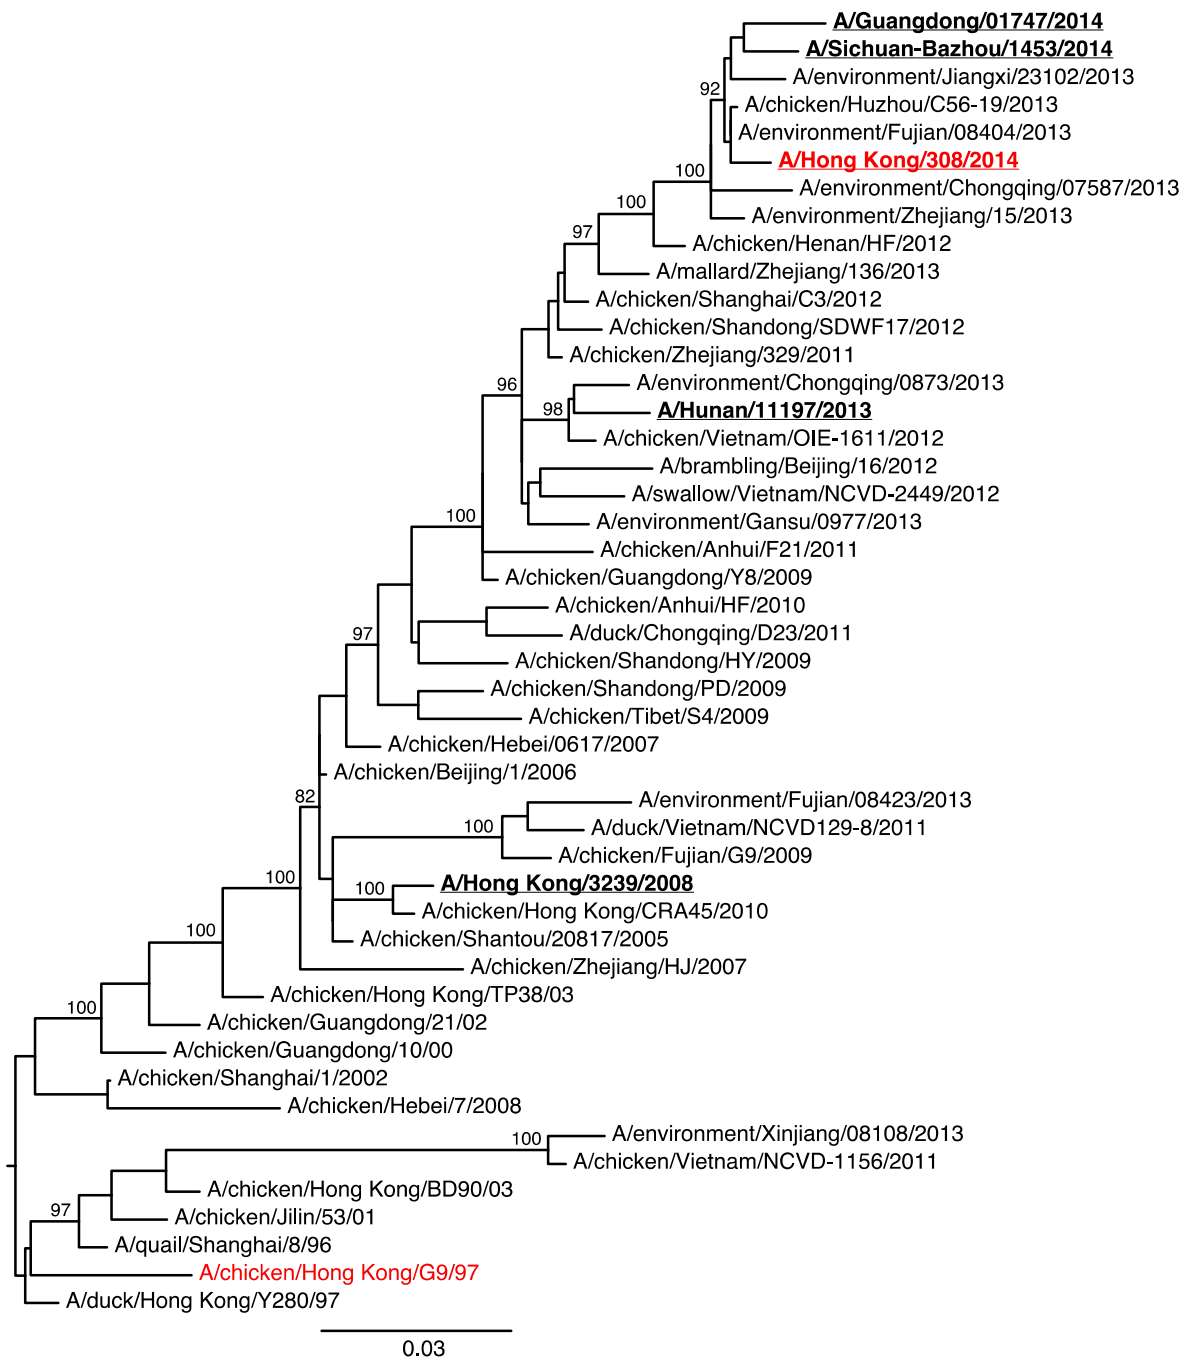 A/Guangdong/01747/2014
A/Sichuan-Bazhou/1453/2014
A/environment/Jiangxi/23102/2013
92
A/chicken/Huzhou/C56-19/2013
A/environment/Fujian/08404/2013
A/Hong Kong/308/2014
100
A/environment/Chongqing/07587/2013
100
A/environment/Zhejiang/15/2013
97
A/chicken/Henan/HF/2012
A/mallard/Zhejiang/136/2013
A/chicken/Shanghai/C3/2012
A/chicken/Shandong/SDWF17/2012
A/chicken/Zhejiang/329/2011
96
A/environment/Chongqing/0873/2013
98
A/Hunan/11197/2013
A/chicken/Vietnam/OIE-1611/2012
A/brambling/Beijing/16/2012
A/swallow/Vietnam/NCVD-2449/2012
100
A/environment/Gansu/0977/2013
A/chicken/Anhui/F21/2011
A/chicken/Guangdong/Y8/2009
A/chicken/Anhui/HF/2010
97
A/duck/Chongqing/D23/2011
A/chicken/Shandong/HY/2009
A/chicken/Shandong/PD/2009
A/chicken/Tibet/S4/2009
A/chicken/Hebei/0617/2007
A/chicken/Beijing/1/2006
82
A/environment/Fujian/08423/2013
100
A/duck/Vietnam/NCVD129-8/2011
A/chicken/Fujian/G9/2009
100
100
A/Hong Kong/3239/2008
A/chicken/Hong Kong/CRA45/2010
100
A/chicken/Shantou/20817/2005
A/chicken/Zhejiang/HJ/2007
A/chicken/Hong Kong/TP38/03
100
A/chicken/Guangdong/21/02
A/chicken/Guangdong/10/00
A/chicken/Shanghai/1/2002
A/chicken/Hebei/7/2008
100
A/environment/Xinjiang/08108/2013
A/chicken/Vietnam/NCVD-1156/2011
A/chicken/Hong Kong/BD90/03
97
A/chicken/Jilin/53/01
A/quail/Shanghai/8/96
A/chicken/Hong Kong/G9/97
A/duck/Hong Kong/Y280/97
0.03